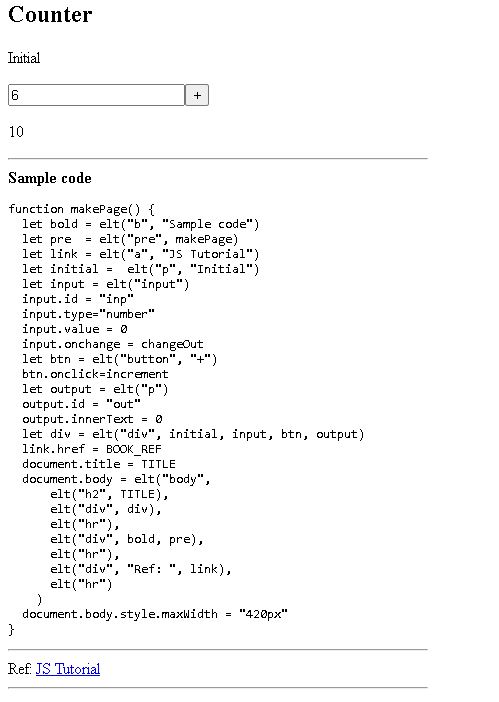 Counter
Initial
6 +
10
Sample code
function makePage() {
  let bold = elt("b", "Sample code")
  let pre  = elt("pre", makePage)
  let link = elt("a", "JS Tutorial")
  let initial =  elt("p", "Initial")
  let input = elt("input")
  input.id = "inp"
  input.type="number"
  input.value = 0
  input.onchange = changeOut
  let btn = elt("button", "+")
  btn.onclick=increment
  let output = elt("p")
  output.id = "out"
  output.innerText = 0
  let div = elt("div", initial, input, btn, output)
  link.href = BOOK_REF
  document.title = TITLE
  document.body = elt("body",
      elt("h2", TITLE),
      elt("div", div),
      elt("hr"),
      elt("div", bold, pre),
      elt("hr"),
      elt("div", "Ref: ", link),
      elt("hr")
    )
  document.body.style.maxWidth = "420px"
}
Ref: JS Tutorial